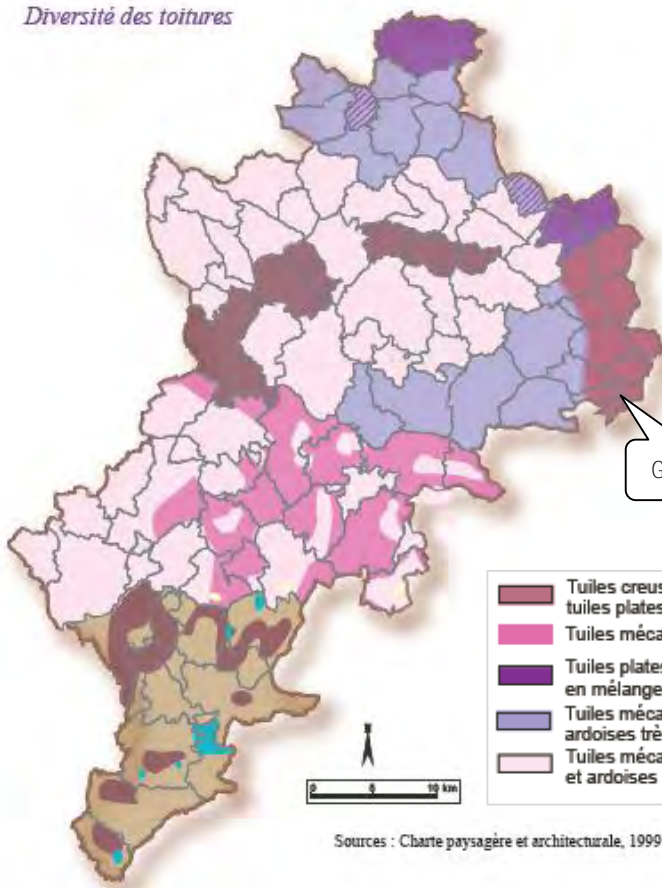 Diversité des toitures
G
Tuiles creus
tuiles plates
Tuiles méca
Tuiles plates
en mélange
Tuiles méca
ardoises trè
Tuiles méca
et ardoises
0 5 10 km
Sources : Charte paysagère et architecturale, 1999